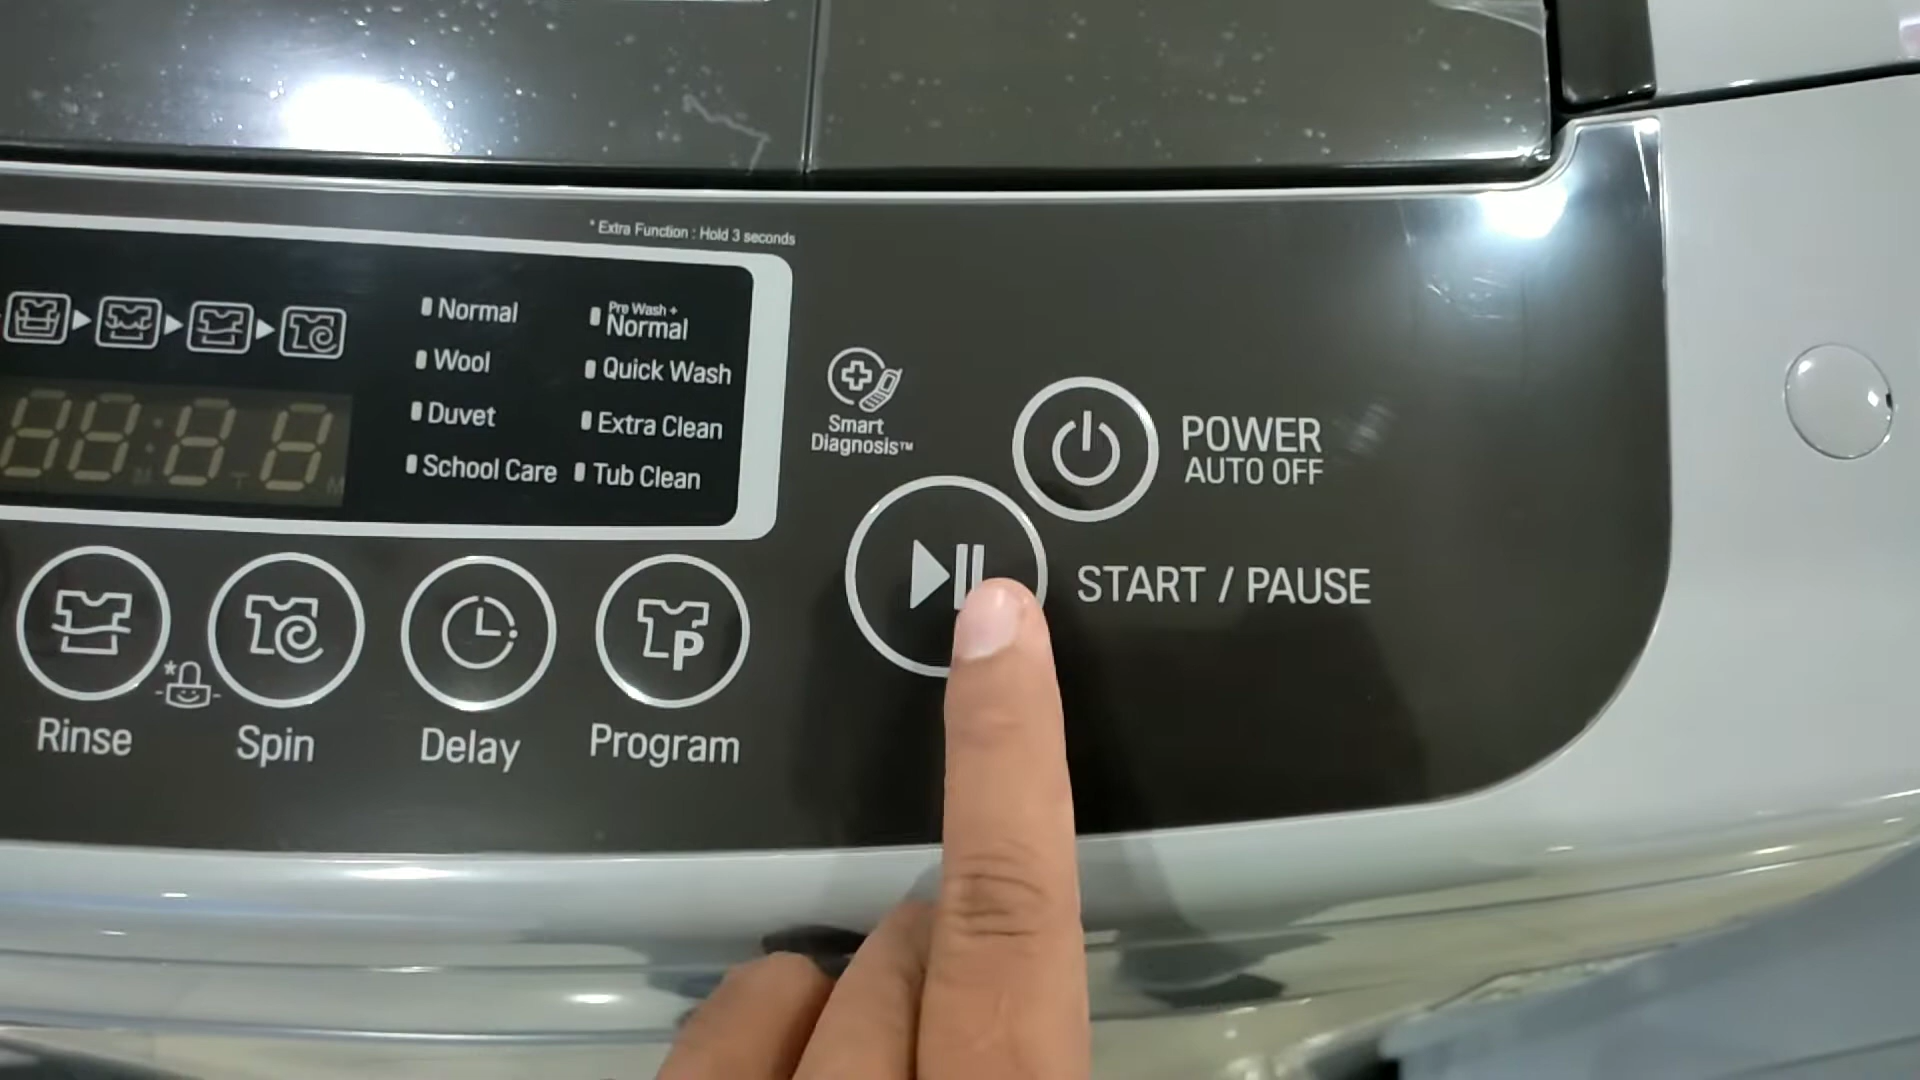 * Extra Function : Hold 3 seconds
Normal
Pre Wash +
Normal
Wool
Quick Wash
Duvet
Extra Clean
School Care
Tub Clean
Smart
Diagnosis™
POWER
AUTO OFF
START / PAUSE
Rinse
Spin
Delay
P
Program